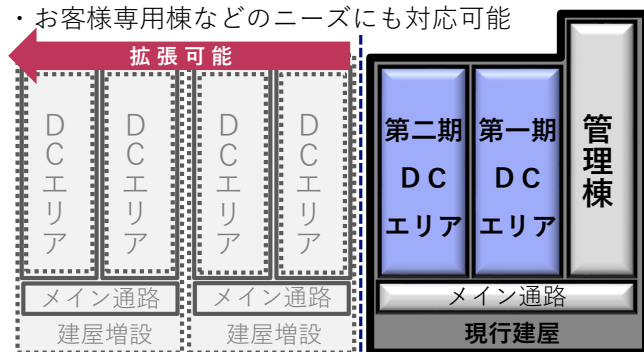 ・お客様専用棟などのニーズにも対応可能
拡張可能
DCエリア
DCエリア
DCエリア
DCエリア
第二期
DC
エリア
第一期
DC
エリア
管理棟
メイン通路
メイン通路
メイン通路
建屋増設
建屋増設
現行建屋